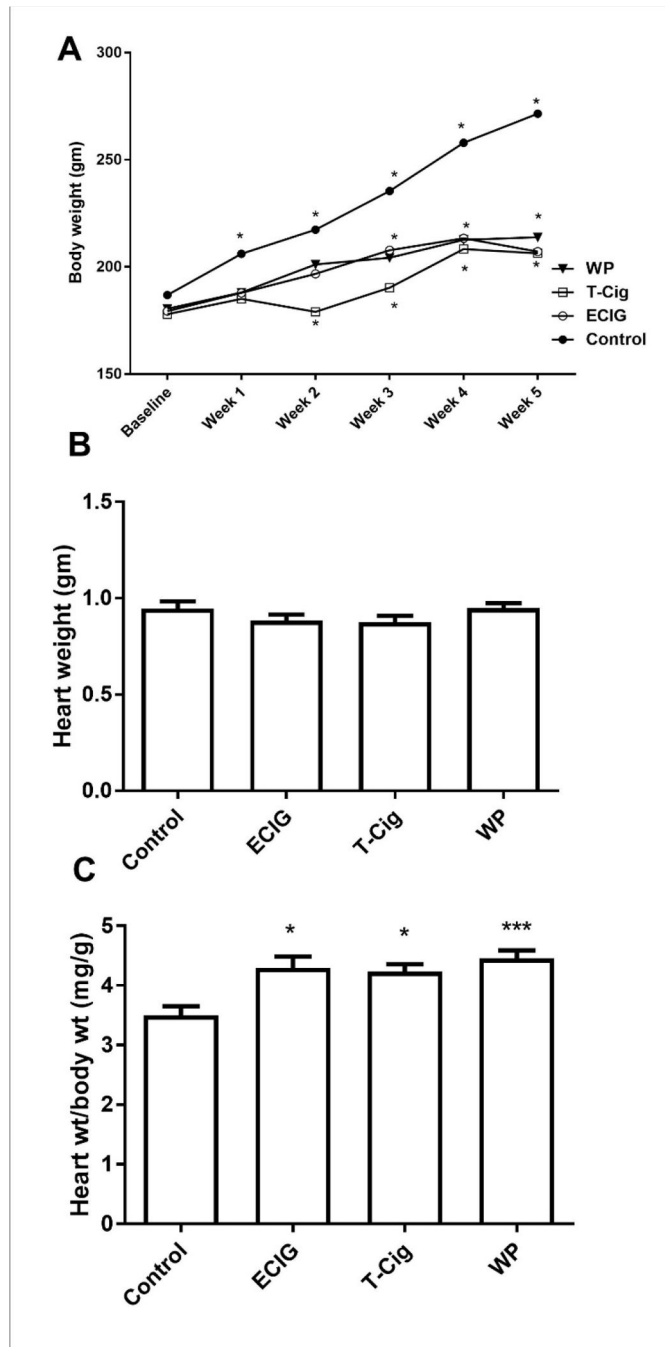 A
Body weight (gm)
300
250
200
150
*
*
*
*
*
*
*
*
*
*
*
*
*
WP
T-Cig
ECIG
Control
Baseline
Week 1
Week 2
Week 3
Week 4
Week 5
B
Heart weight (gm)
1.5
1.0
0.5
0.0
Control
ECIG
T-Cig
WP
C
Heart wt/body wt (mg/g)
5
4
3
2
1
0
*
*
***
Control
ECIG
T-Cig
WP